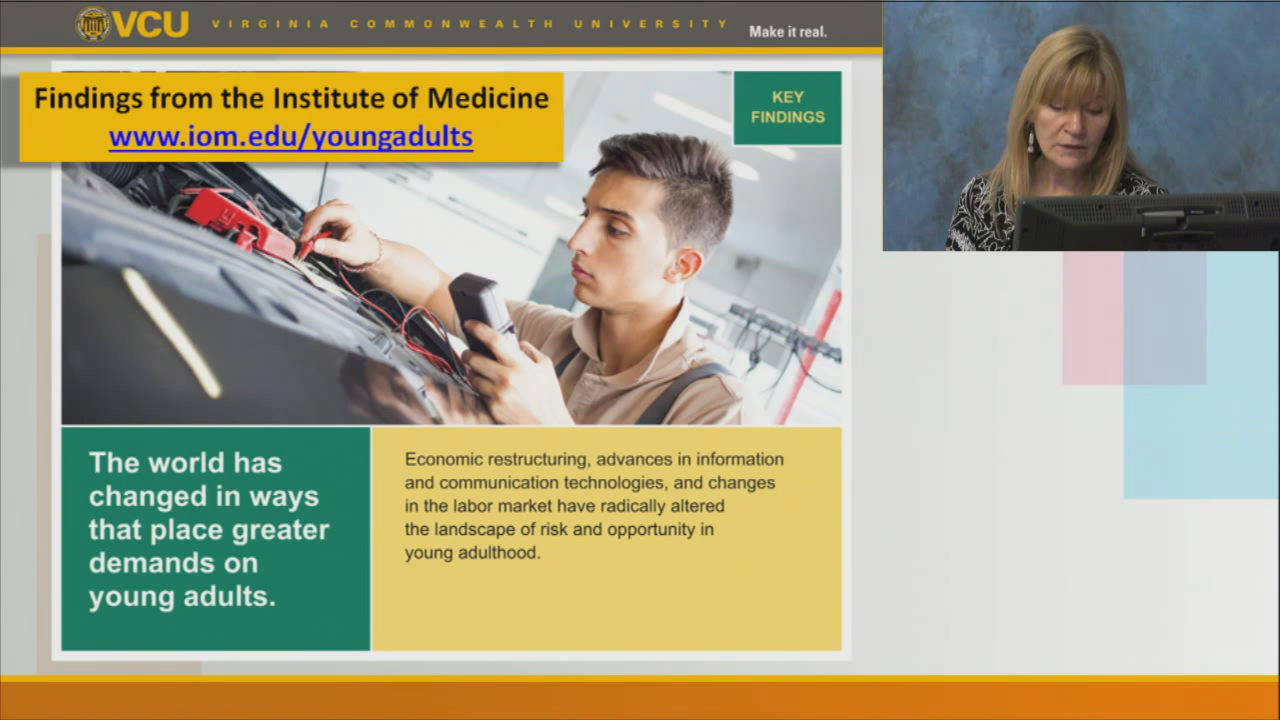 VCU
VIRGINIA COMMONWEALTH UNIVERSITY
Make it real.
Findings from the Institute of Medicine
www.iom.edu/youngadults
KEY
FINDINGS
The world has
changed in ways
that place greater
demands on
young adults.
Economic restructuring, advances in information
and communication technologies, and changes
in the labor market have radically altered
the landscape of risk and opportunity in
young adulthood.